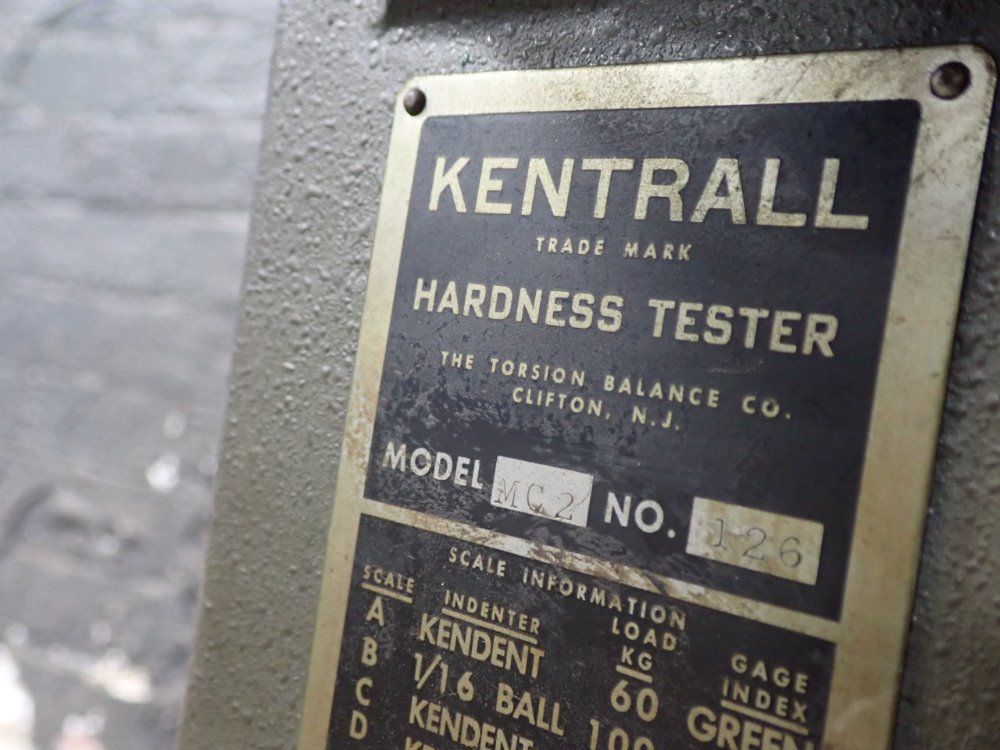 KENTRALL
TRADE MARK
HARDNESS TESTER
THE TORSION BALANCE CO.
CLIFTON, N.J.
MODEL MC2 NO. 126
SCALE INFORMATION
SCALE INDENTER LOAD KG GAGE INDEX
A KENDENT 60 GREEN
B 1/16 BALL 100
C KENDENT
D